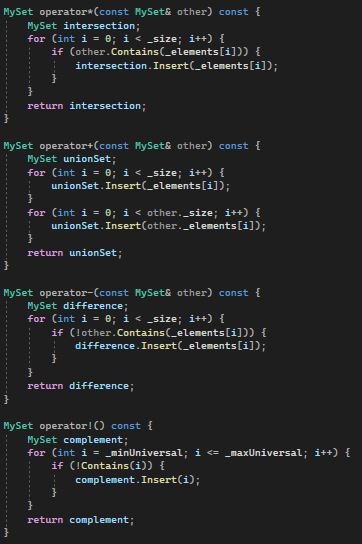 MySet operator*(const MySet& other) const {
    MySet intersection;
    for (int i = 0; i < _size; i++) {
        if (other.Contains(_elements[i])) {
            intersection.Insert(_elements[i]);
        }
    }
    return intersection;
}

MySet operator+(const MySet& other) const {
    MySet unionSet;
    for (int i = 0; i < _size; i++) {
        unionSet.Insert(_elements[i]);
    }
    for (int i = 0; i < other._size; i++) {
        unionSet.Insert(other._elements[i]);
    }
    return unionSet;
}

MySet operator-(const MySet& other) const {
    MySet difference;
    for (int i = 0; i < _size; i++) {
        if (!other.Contains(_elements[i])) {
            difference.Insert(_elements[i]);
        }
    }
    return difference;
}

MySet operator!() const {
    MySet complement;
    for (int i = _minUniversal; i <= _maxUniversal; i++) {
        if (!Contains(i)) {
            complement.Insert(i);
        }
    }
    return complement;
}